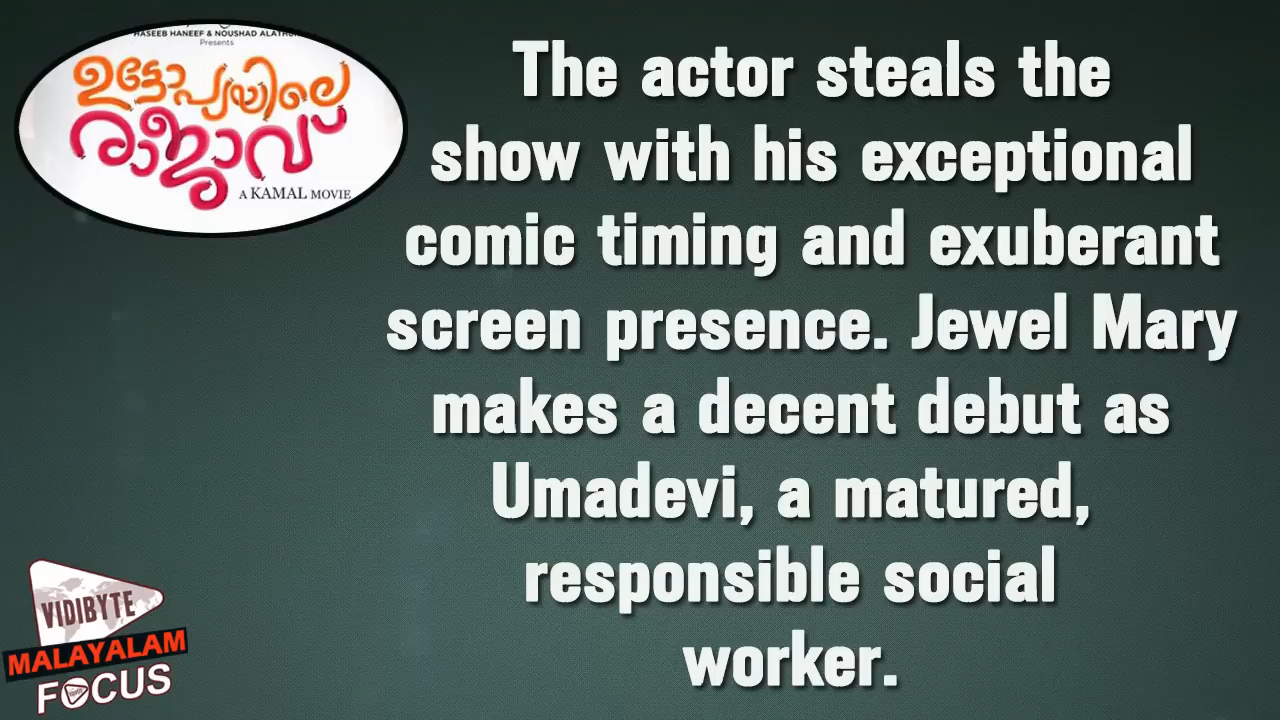 HASEEB HANEEF & NOUSHAD
Presents
ഉട്ടോപ്യയിലെ
രാജാവ്
A KAMAL MOVIE
The actor steals the
show with his exceptional
comic timing and exuberant
screen presence. Jewel Mary
makes a decent debut as
Umadevi, a matured,
responsible social
worker.
VIDIBYTE
MALAYALAM
FOCUS